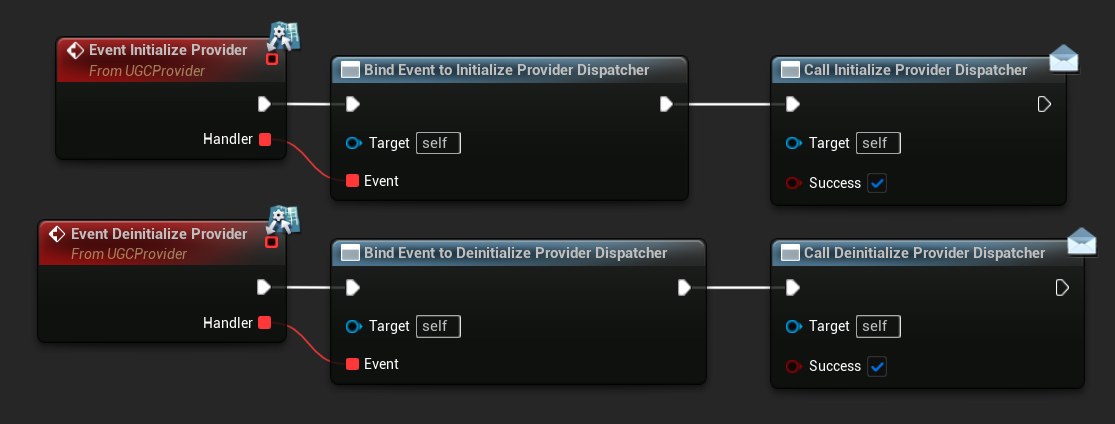 Event Initialize Provider
From UGCProvider
Handler
Bind Event to Initialize Provider Dispatcher
Target self
Event
Call Initialize Provider Dispatcher
Target self
Success
Event Deinitialize Provider
From UGCProvider
Handler
Bind Event to Deinitialize Provider Dispatcher
Target self
Event
Call Deinitialize Provider Dispatcher
Target self
Success